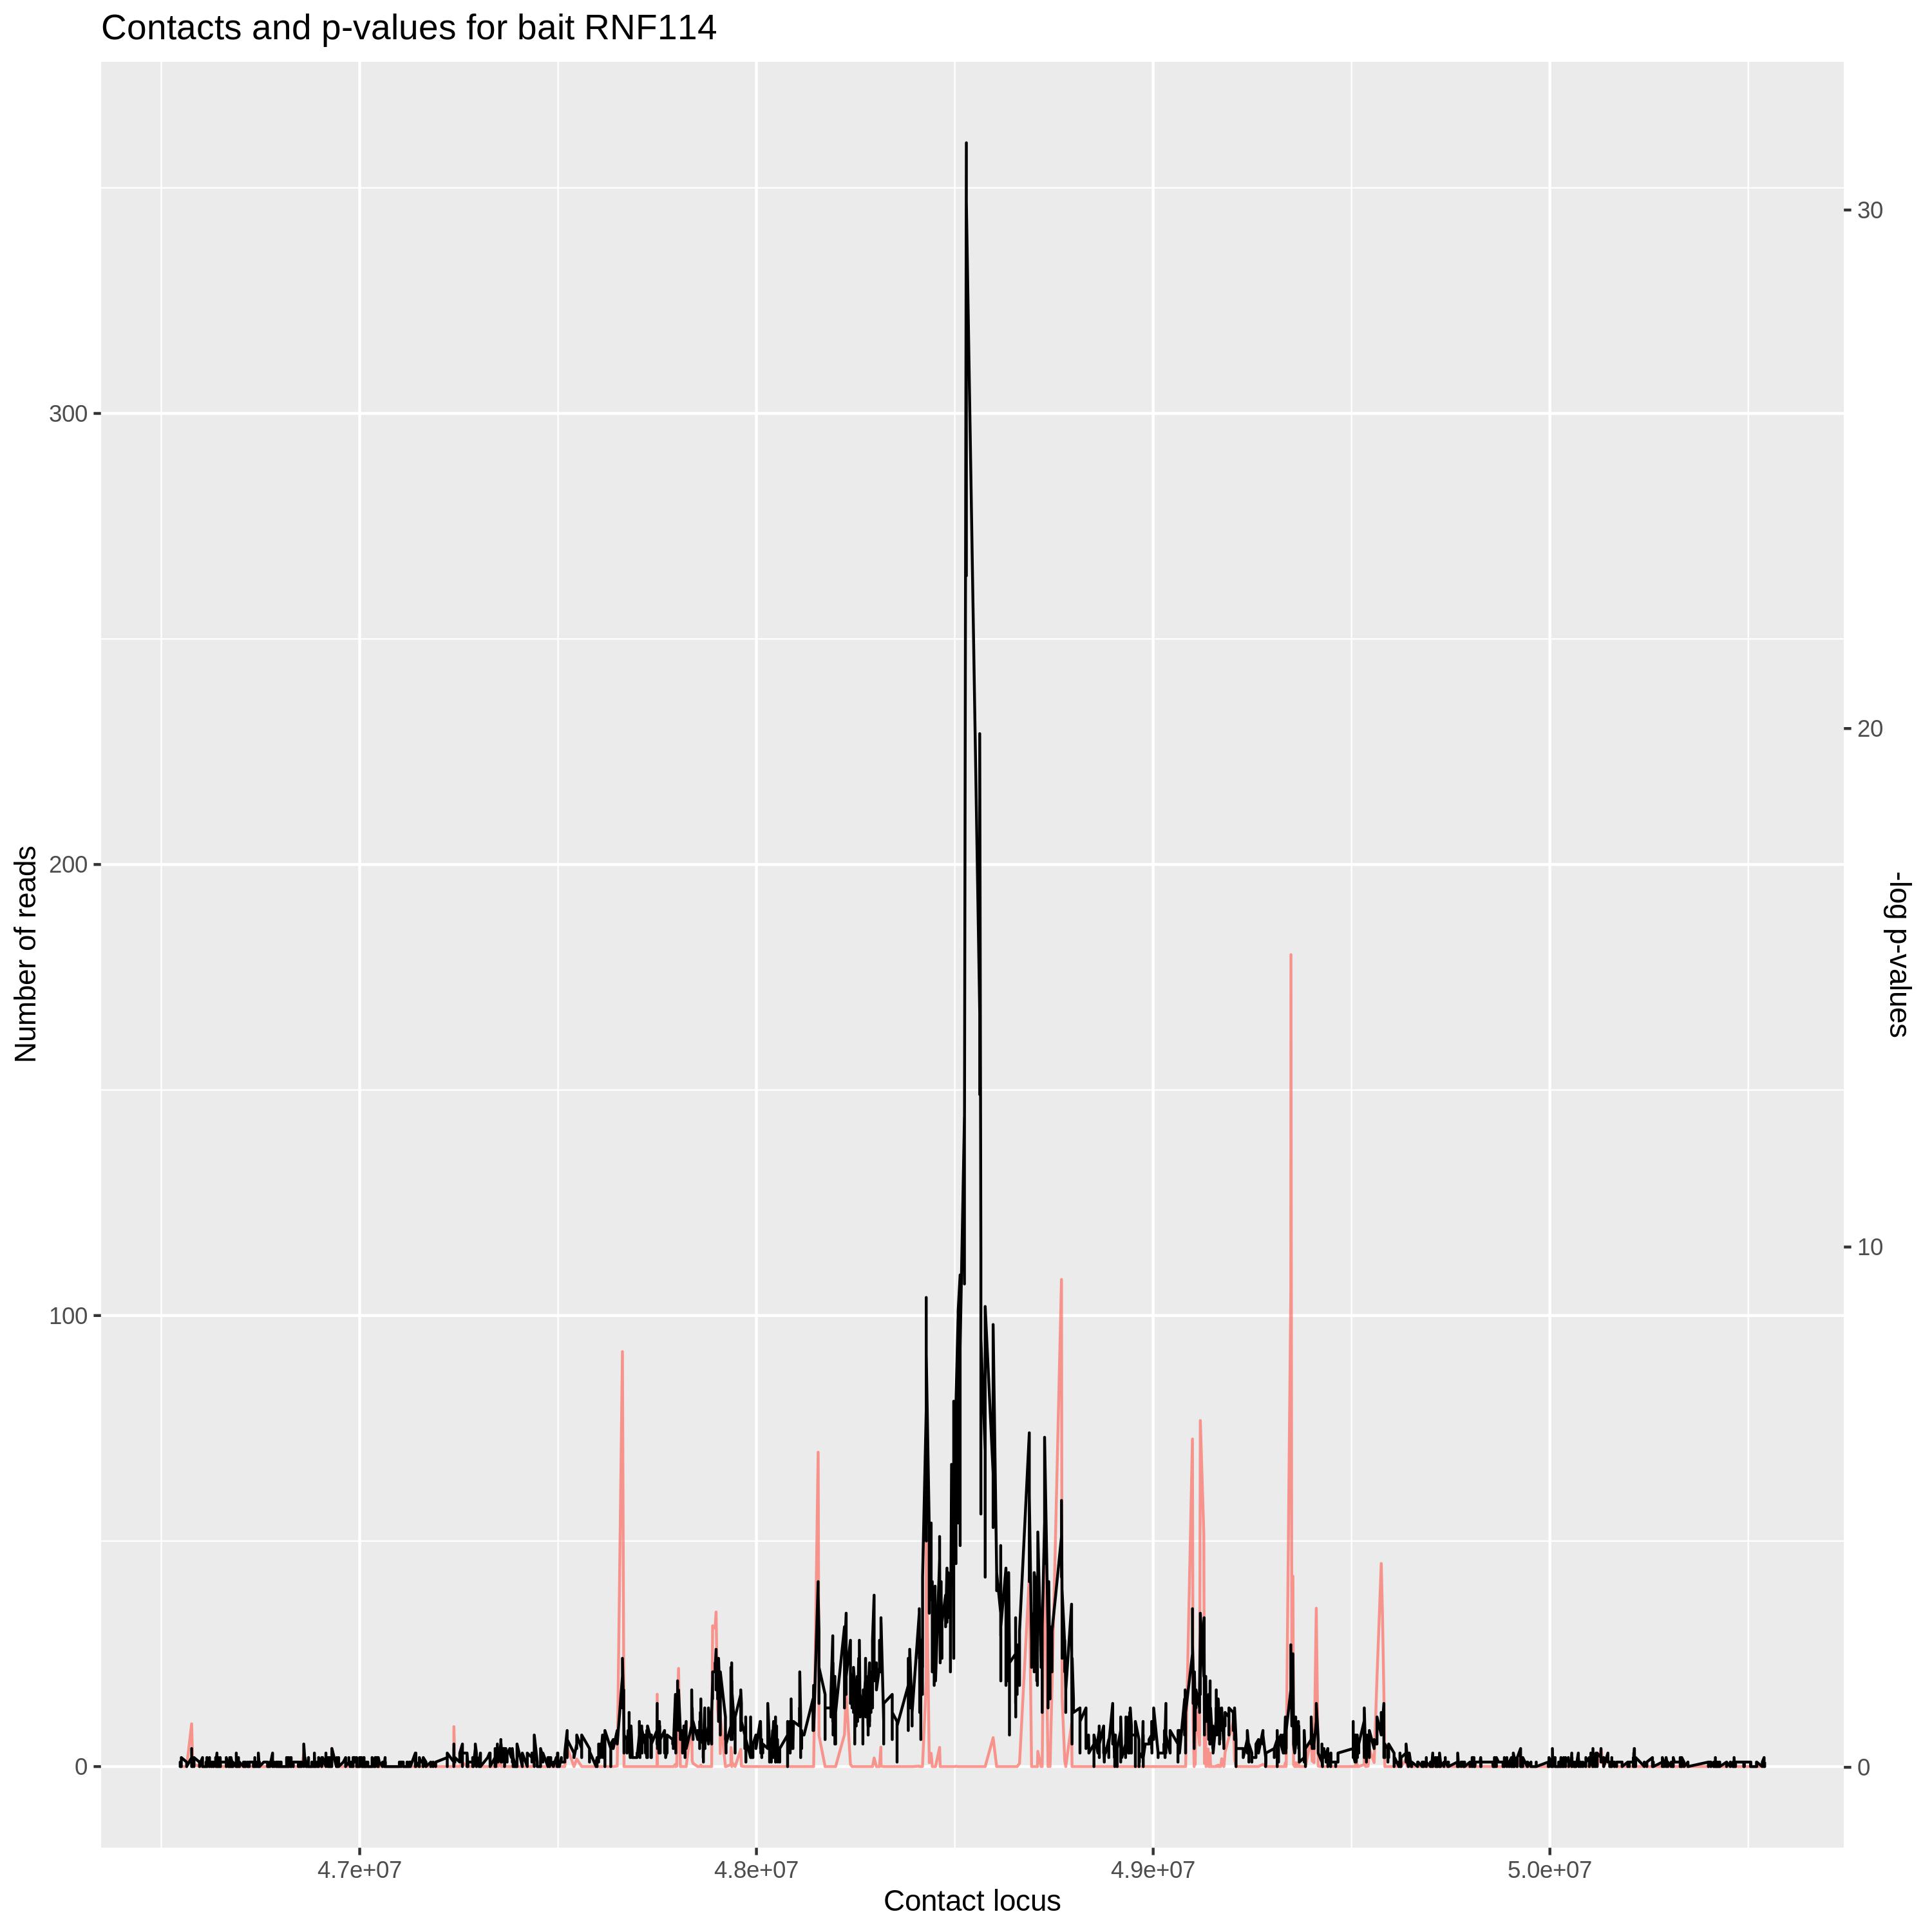 Contacts and p-values for bait RNF114
300
200
100
0
30
20
10
0
Number of reads
-log p-values
4.7e+07
4.8e+07
4.9e+07
5.0e+07
Contact locus